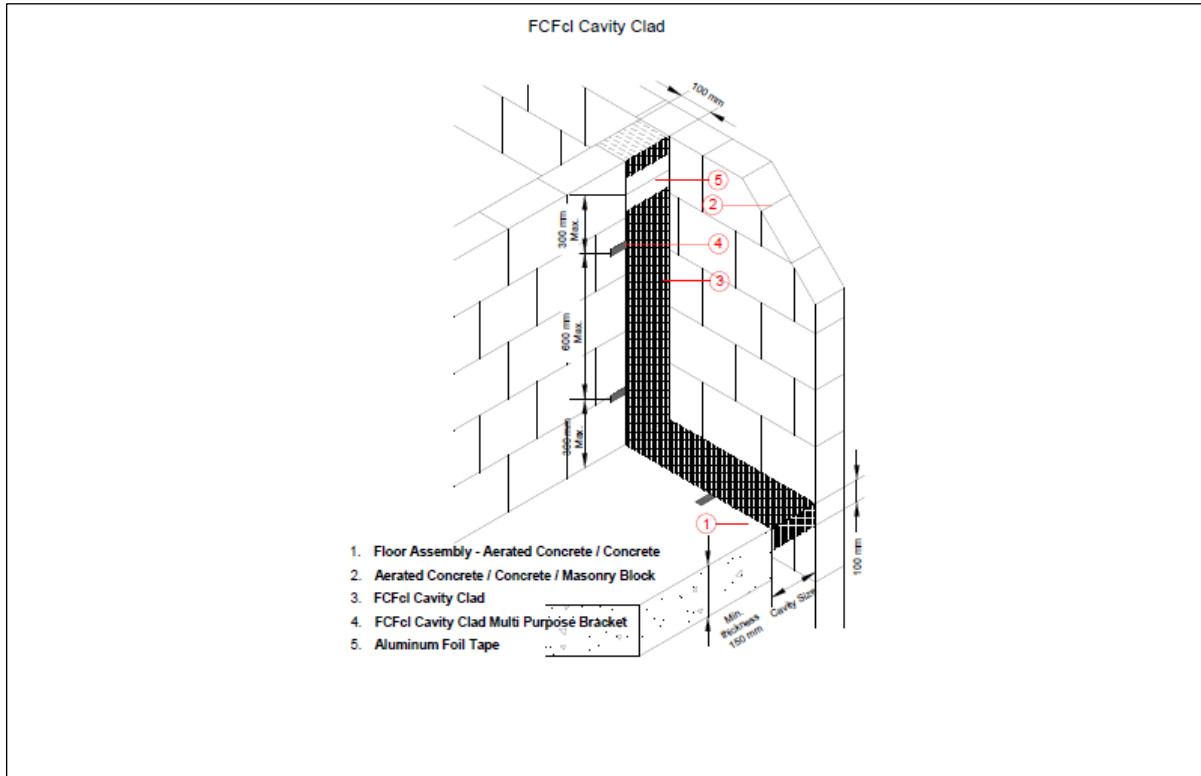 FCFcl Cavity Clad
100 mm
5
2
300 mm
Max.
4
3
600 mm
Max.
300 mm
Max.
1
100 mm
Cavity Size
Min.
thickness
150 mm
1. Floor Assembly - Aerated Concrete / Concrete
2. Aerated Concrete / Concrete / Masonry Block
3. FCFcl Cavity Clad
4. FCFcl Cavity Clad Multi Purpose Bracket
5. Aluminum Foil Tape